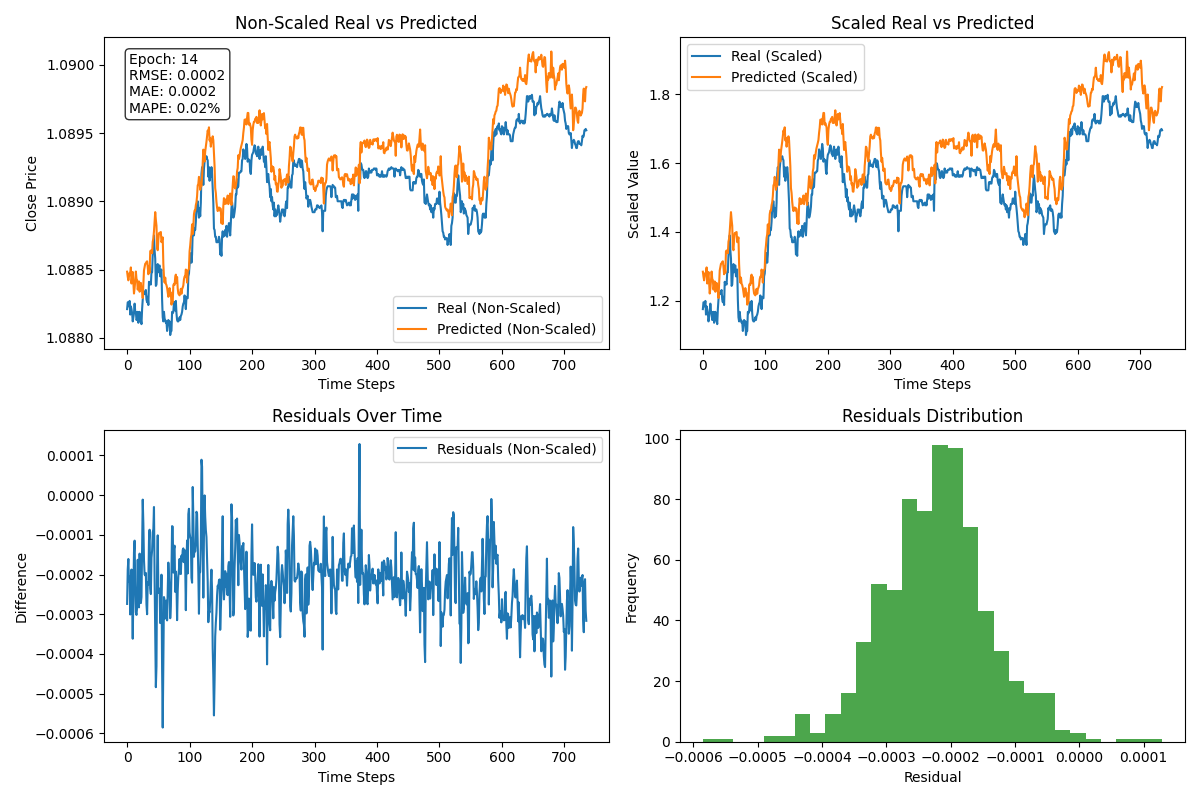 Non-Scaled Real vs Predicted
Epoch: 14
RMSE: 0.0002
MAE: 0.0002
MAPE: 0.02%
1.0900
1.0895
1.0890
1.0885
1.0880
Close Price
Real (Non-Scaled)
Predicted (Non-Scaled)
0 100 200 300 400 500 600 700
Time Steps
Scaled Real vs Predicted
Real (Scaled)
Predicted (Scaled)
1.8
1.6
1.4
1.2
Scaled Value
0 100 200 300 400 500 600 700
Time Steps
Residuals Over Time
Residuals (Non-Scaled)
0.0001
0.0000
−0.0001
−0.0002
−0.0003
−0.0004
−0.0005
−0.0006
Difference
0 100 200 300 400 500 600 700
Time Steps
Residuals Distribution
100
80
60
40
20
0
Frequency
−0.0006 −0.0005 −0.0004 −0.0003 −0.0002 −0.0001 0.0000 0.0001
Residual